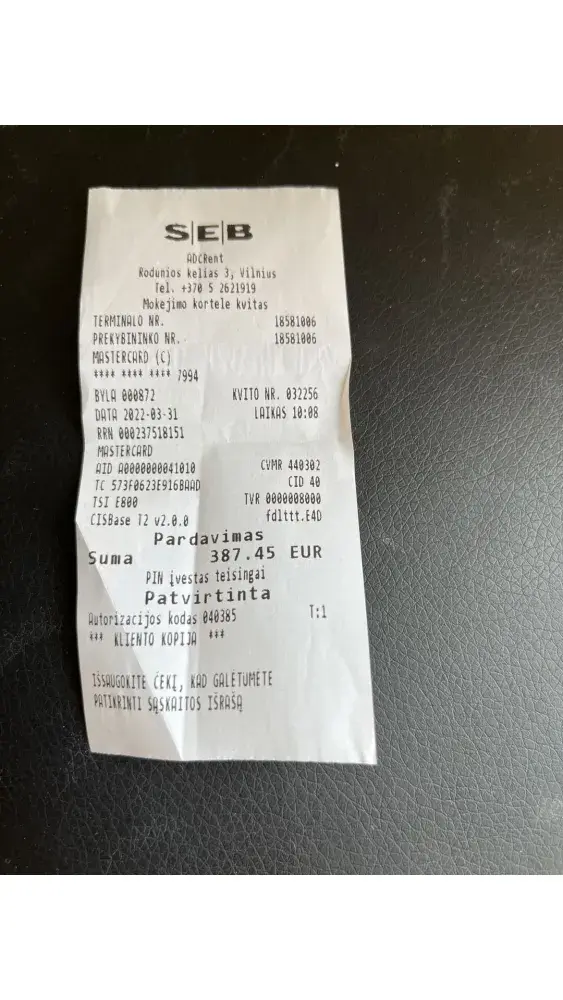 S|E|B
ADCRent
Rodunios kelias 3, Vilnius
Tel. +370 5 2621919
Mokejimo kortele kvitas
TERMINALO NR. 18581006
PREKYBININKO NR. 18581006
MASTERCARD (C)
**** **** **** 7994
BYLA 000872 KVITO NR. 032256
DATA 2022-03-31 LAIKAS 10:08
RRN 000237518151
MASTERCARD
AID A0000000041010 CVMR 440302
TC 573F0623E916BAAD CID 40
TSI E800 TVR 0000008000
CISBase T2 v2.0.0 fdlttt.E4D
Pardavimas
Suma 387.45 EUR
PIN įvestas teisingai
Patvirtinta
Autorizacijos kodas 040385 T:1
*** KLIENTO KOPIJA ***
IŠSAUGOKITE ČEKĮ, KAD GALĖTUMĖTE
PATIKRINTI SĄSKAITOS IŠRAŠĄ